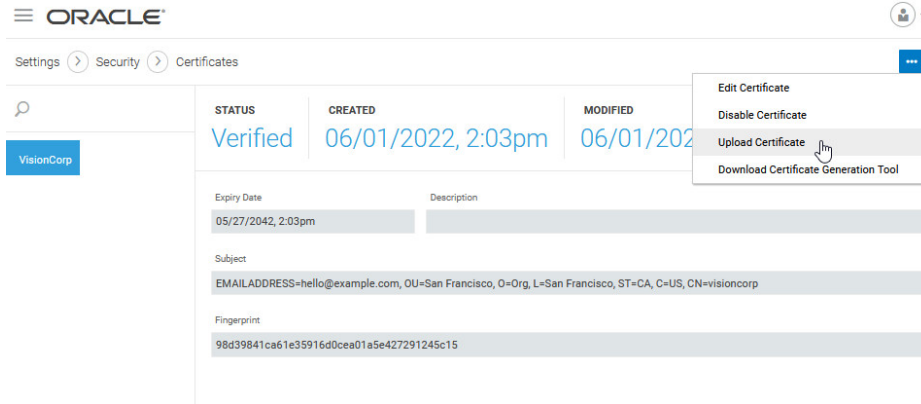 ORACLE
Settings Security Certificates
Edit Certificate
Disable Certificate
Upload Certificate
Download Certificate Generation Tool
VisionCorp
STATUS
Verified
CREATED
06/01/2022, 2:03pm
MODIFIED
06/01/202
Expiry Date
05/27/2042, 2:03pm
Description
Subject
EMAILADDRESS=hello@example.com, OU=San Francisco, O=Org, L=San Francisco, ST=CA, C=US, CN=visioncorp
Fingerprint
98d39841ca61e35916d0cea01a5e427291245c15